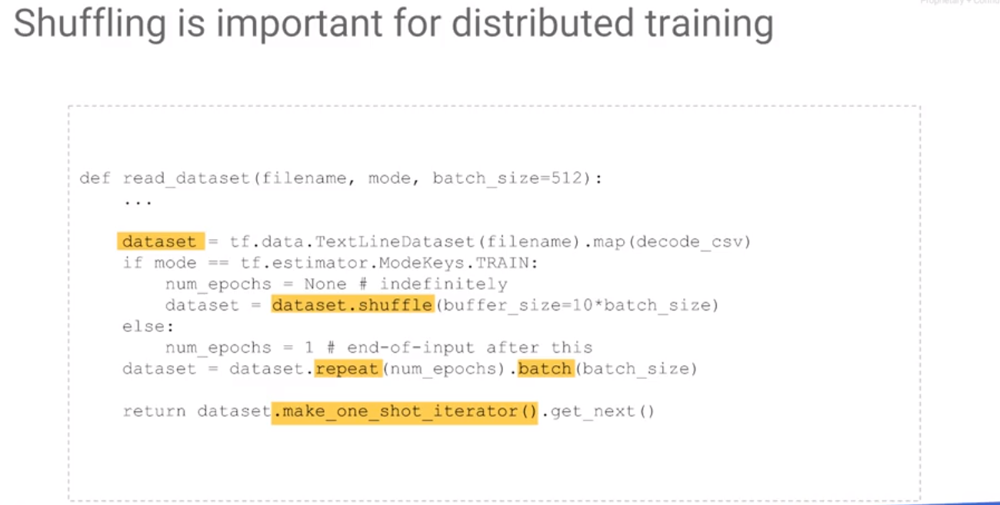 Proprietary + Confid
Shuffling is important for distributed training
def read_dataset(filename, mode, batch_size=512):
...
dataset = tf.data.TextLineDataset(filename).map(decode_csv)
if mode == tf.estimator.ModeKeys.TRAIN:
num_epochs = None # indefinitely
dataset = dataset.shuffle(buffer_size=10*batch_size)
else:
num_epochs = 1 # end-of-input after this
dataset = dataset.repeat(num_epochs).batch(batch_size)
return dataset.make_one_shot_iterator().get_next()